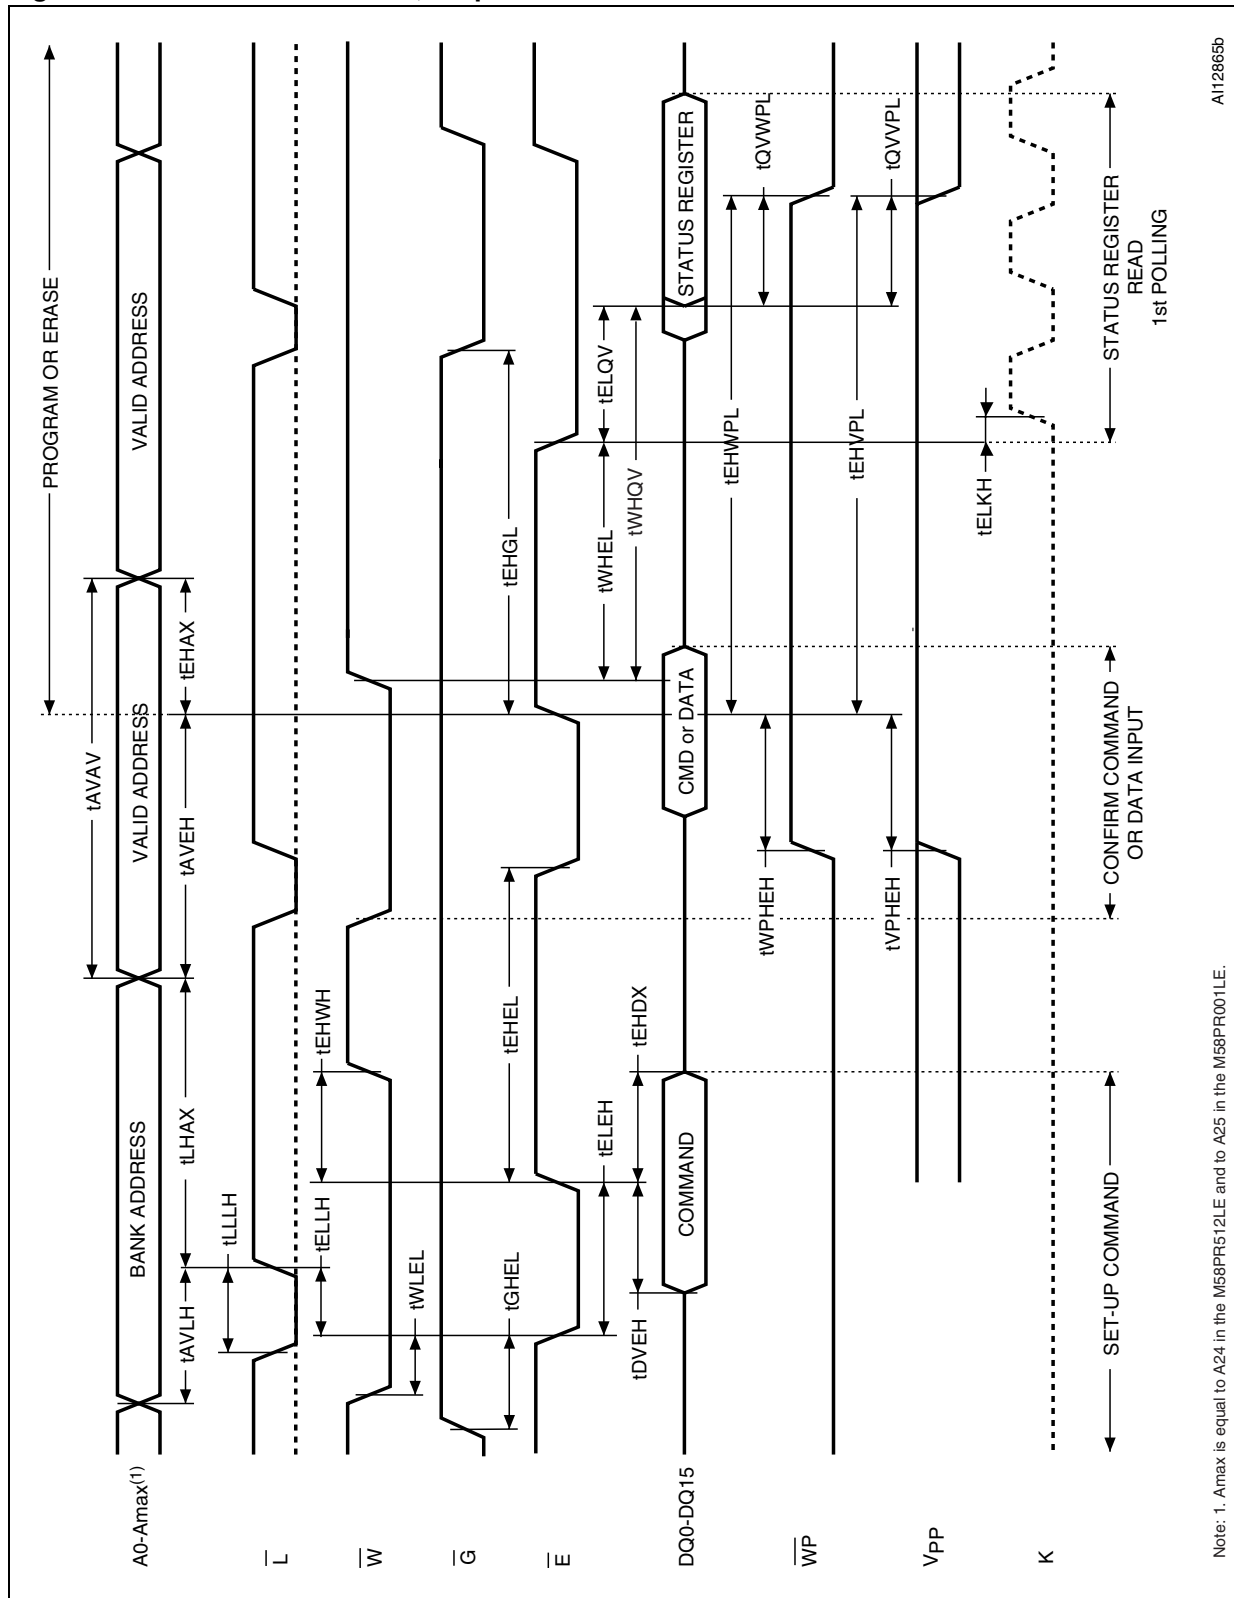 PROGRAM OR ERASE
tAVAV
A0-Amax(1)
BANK ADDRESS
VALID ADDRESS
VALID ADDRESS
tAVLH
tLHAX
tAVEH
tEHAX
tLLLH
L
tELLH
tEHWH
W
tWLEL
G
tGHEL
tEHEL
tEHGL
E
tELEH
tWHEL
tELQV
tDVEH
tEHDX
tWHQV
DQ0-DQ15
COMMAND
CMD or DATA
STATUS REGISTER
tEHWPL
tWPHEH
tQVWPL
WP
tEHVPL
tVPHEH
tQVVPL
VPP
tELKH
K
SET-UP COMMAND
CONFIRM COMMAND
OR DATA INPUT
STATUS REGISTER
READ
1st POLLING
AI12865b
Note: 1. Amax is equal to A24 in the M58PR512LE and to A25 in the M58PR001LE.